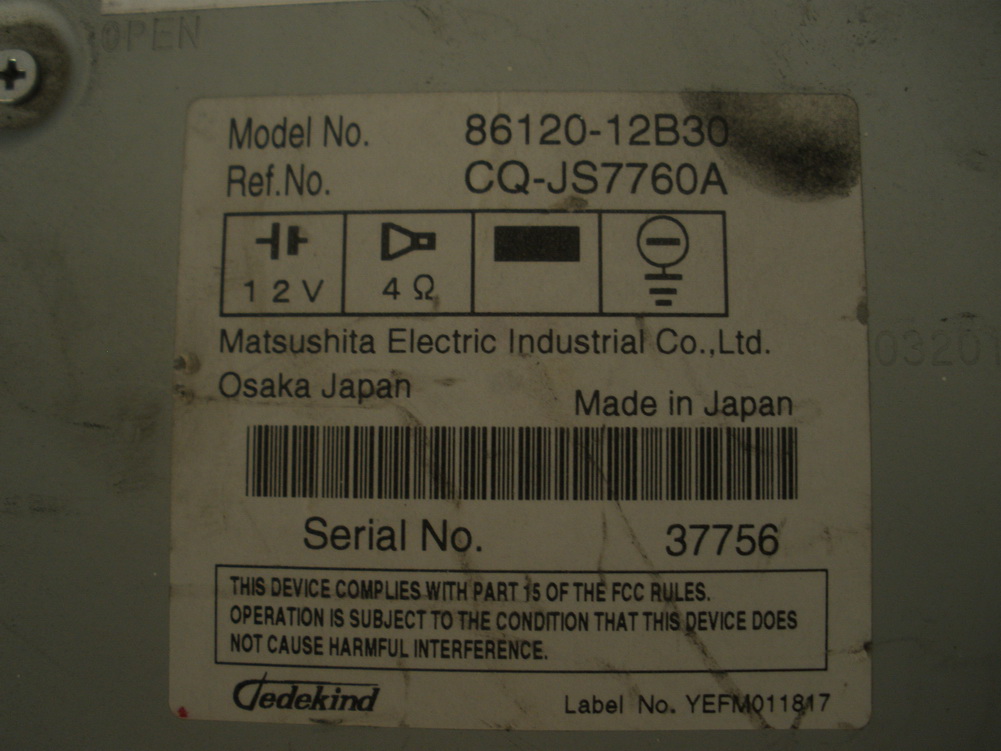 OPEN
Model No. 86120-12B30
Ref.No. CQ-JS7760A
12V 4Ω
Matsushita Electric Industrial Co.,Ltd.
Osaka Japan
Made in Japan
0320
Serial No. 37756
THIS DEVICE COMPLIES WITH PART 15 OF THE FCC RULES.
OPERATION IS SUBJECT TO THE CONDITION THAT THIS DEVICE DOES
NOT CAUSE HARMFUL INTERFERENCE.
Gedekind Label No. YEFM011817